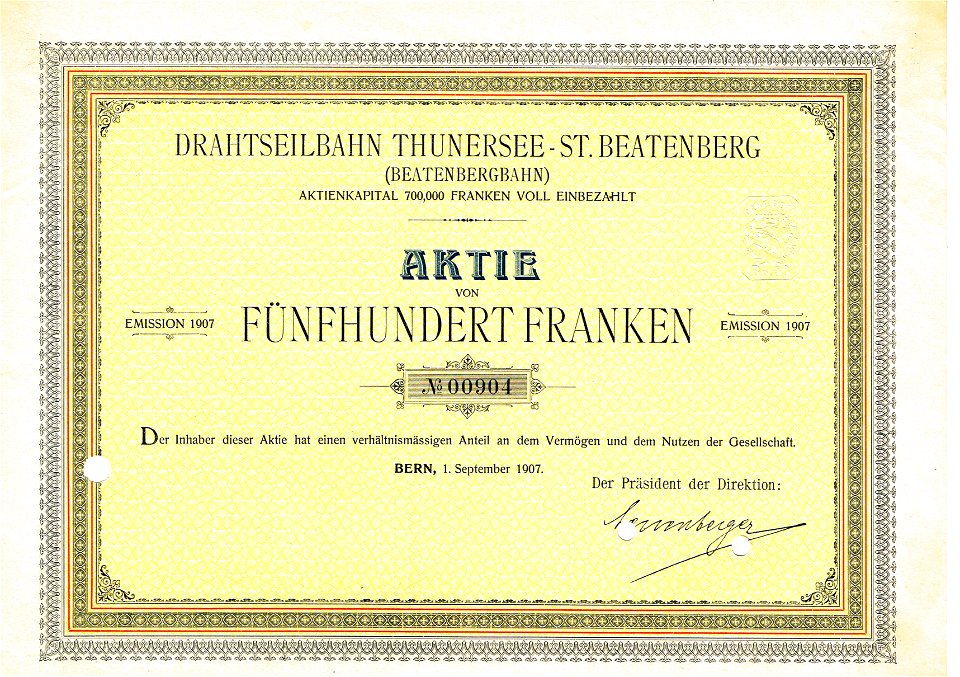 DRAHTSEILBAHN THUNERSEE-ST. BEATENBERG
(BEATENBERGBAHN)
AKTIENKAPITAL 700,000 FRANKEN VOLL EINBEZAHLT
AKTIE
VON
FÜNFHUNDERT FRANKEN
EMISSION 1907
EMISSION 1907
№ 00904
Der Inhaber dieser Aktie hat einen verhältnismässigen Anteil an dem Vermögen und dem Nutzen der Gesellschaft.
BERN, 1. September 1907.
Der Präsident der Direktion: